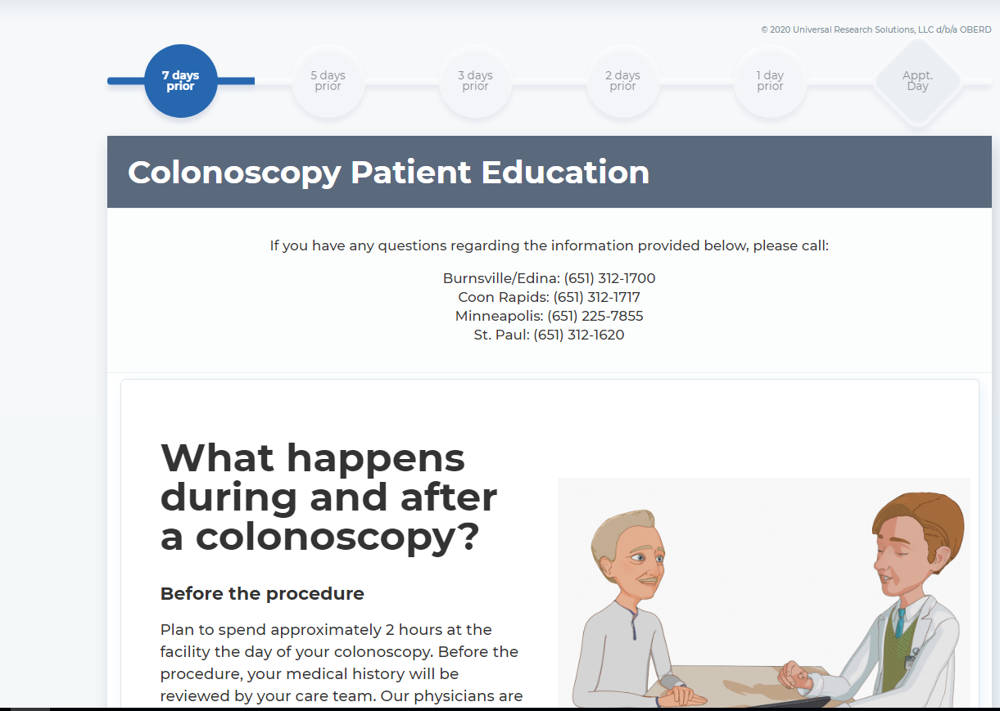 © 2020 Universal Research Solutions, LLC d/b/a OBERD
7 days
prior
5 days
prior
3 days
prior
2 days
prior
1 day
prior
Appt.
Day
Colonoscopy Patient Education
If you have any questions regarding the information provided below, please call:
Burnsville/Edina: (651) 312-1700
Coon Rapids: (651) 312-1717
Minneapolis: (651) 225-7855
St. Paul: (651) 312-1620
What happens
during and after
a colonoscopy?
Before the procedure
Plan to spend approximately 2 hours at the
facility the day of your colonoscopy. Before the
procedure, your medical history will be
reviewed by your care team. Our physicians are